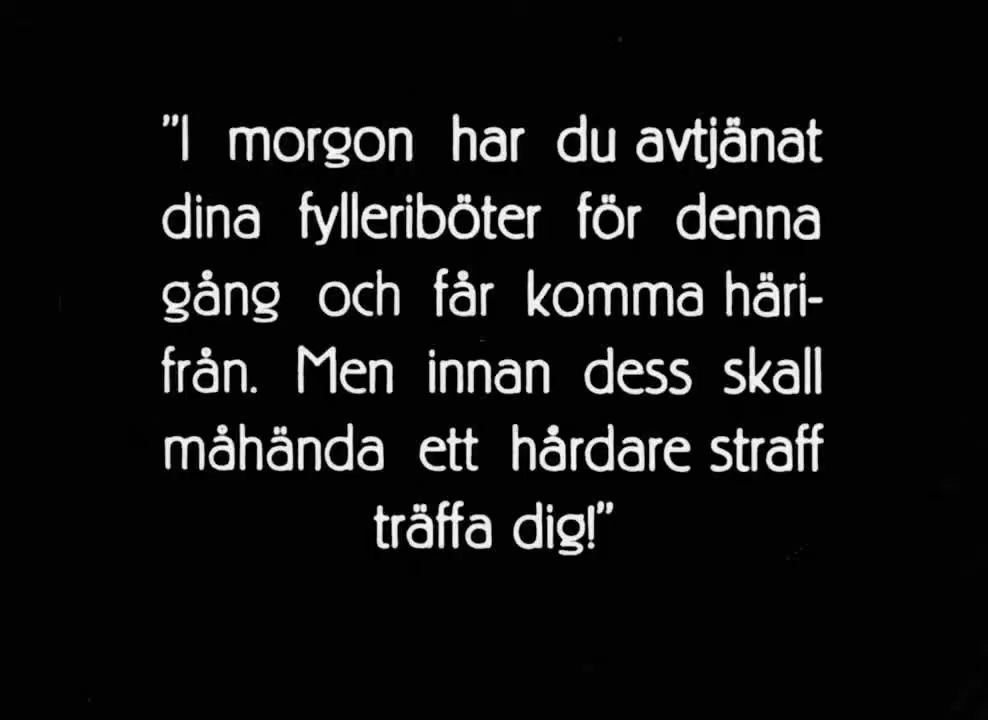 "I morgon har du avtjänat
dina fylleriböter för denna
gång och får komma häri-
från. Men innan dess skall
måhända ett hårdare straff
träffa dig!"